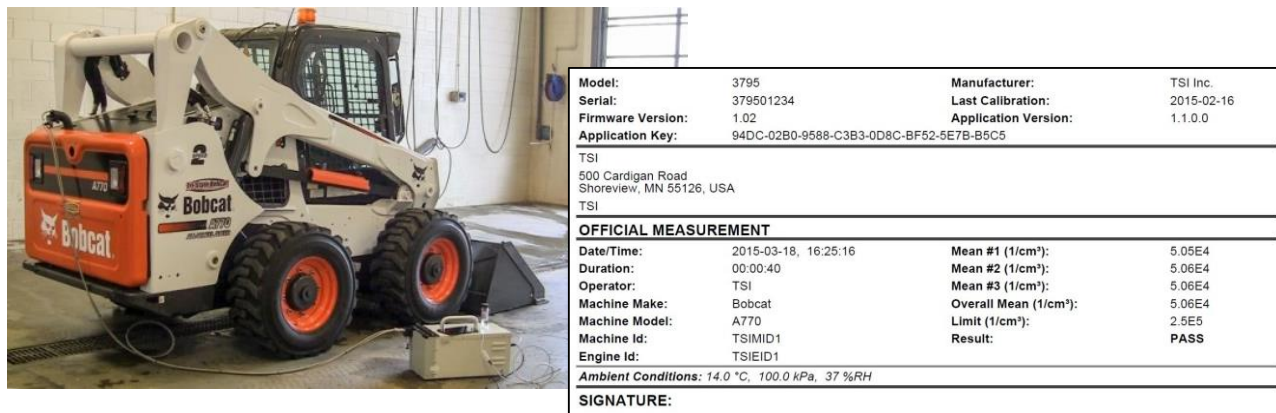 2
A770
Bobcat
Bobcat.
A770
Model: 3795 Manufacturer: TSI Inc.
Serial: 379501234 Last Calibration: 2015-02-16
Firmware Version: 1.02 Application Version: 1.1.0.0
Application Key: 94DC-02B0-9588-C3B3-0D8C-BF52-5E7B-B5C5
TSI
500 Cardigan Road
Shoreview, MN 55126, USA
TSI
OFFICIAL MEASUREMENT
Date/Time: 2015-03-18, 16:25:16 Mean #1 (1/cm³): 5.05E4
Duration: 00:00:40 Mean #2 (1/cm³): 5.06E4
Operator: TSI Mean #3 (1/cm³): 5.06E4
Machine Make: Bobcat Overall Mean (1/cm³): 5.06E4
Machine Model: A770 Limit (1/cm³): 2.5E5
Machine Id: TSIMID1 Result: PASS
Engine Id: TSIEID1
Ambient Conditions: 14.0 °C, 100.0 kPa, 37 %RH
SIGNATURE: